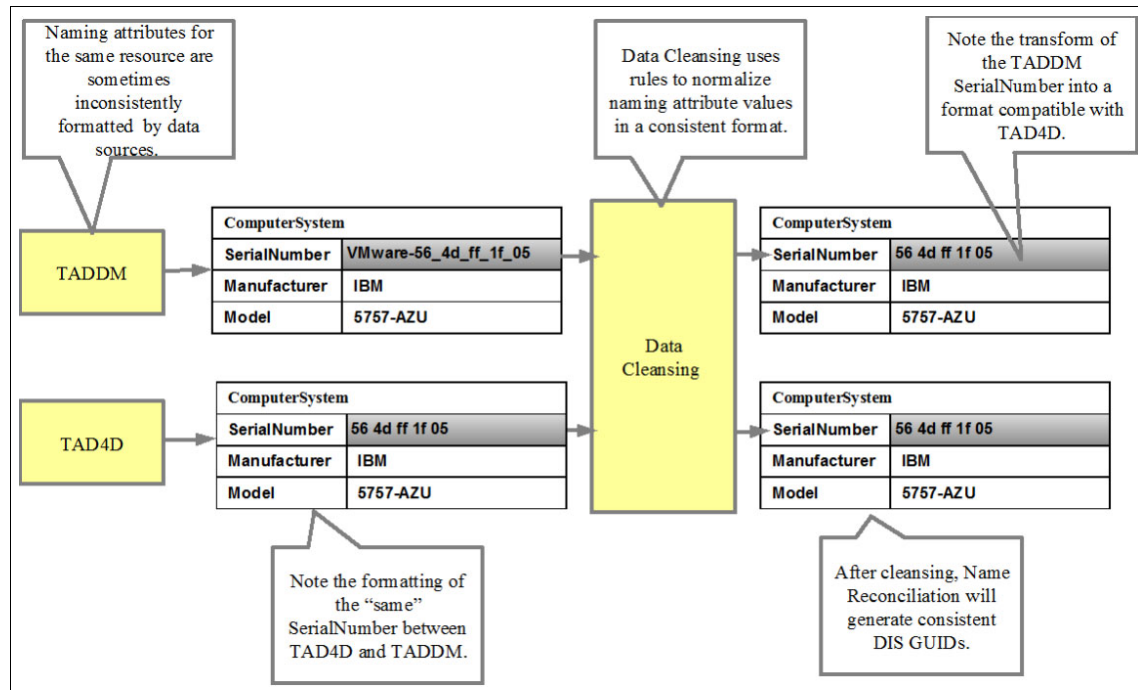 Naming attributes for
the same resource are
sometimes
inconsistently
formatted by data
sources.
Data Cleansing uses
rules to normalize
naming attribute values
in a consistent format.
Note the transform of
the TADDM
SerialNumber into a
format compatible with
TAD4D.
TADDM
ComputerSystem
SerialNumber VMware-56_4d_ff_1f_05
Manufacturer IBM
Model 5757-AZU
Data
Cleansing
ComputerSystem
SerialNumber 56 4d ff 1f 05
Manufacturer IBM
Model 5757-AZU
TAD4D
ComputerSystem
SerialNumber 56 4d ff 1f 05
Manufacturer IBM
Model 5757-AZU
ComputerSystem
SerialNumber 56 4d ff 1f 05
Manufacturer IBM
Model 5757-AZU
Note the formatting of
the “same”
SerialNumber between
TAD4D and TADDM.
After cleansing, Name
Reconciliation will
generate consistent
DIS GUIDs.